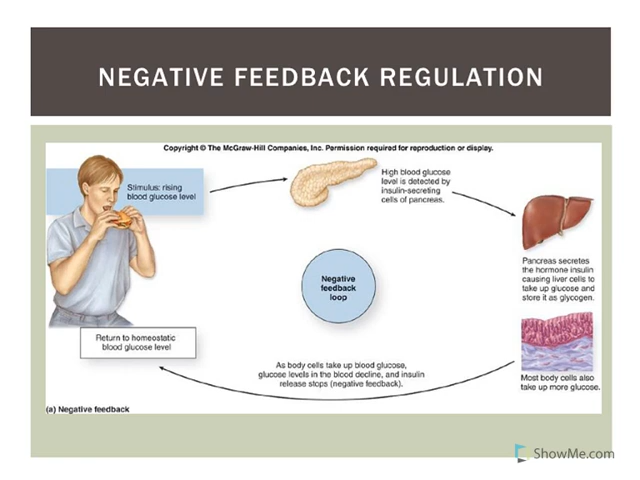 NEGATIVE FEEDBACK REGULATION
Copyright © The McGraw-Hill Companies, Inc. Permission required for reproduction or display.
Stimulus: rising
blood glucose level
High blood glucose
level is detected by
insulin-secreting
cells of pancreas.
Pancreas secretes
the hormone insulin
causing liver cells to
take up glucose and
store it as glycogen.
Negative
feedback
loop
Most body cells also
take up more glucose.
As body cells take up blood glucose,
glucose levels in the blood decline, and insulin
release stops (negative feedback).
Return to homeostatic
blood glucose level
(a) Negative feedback
ShowMe.com